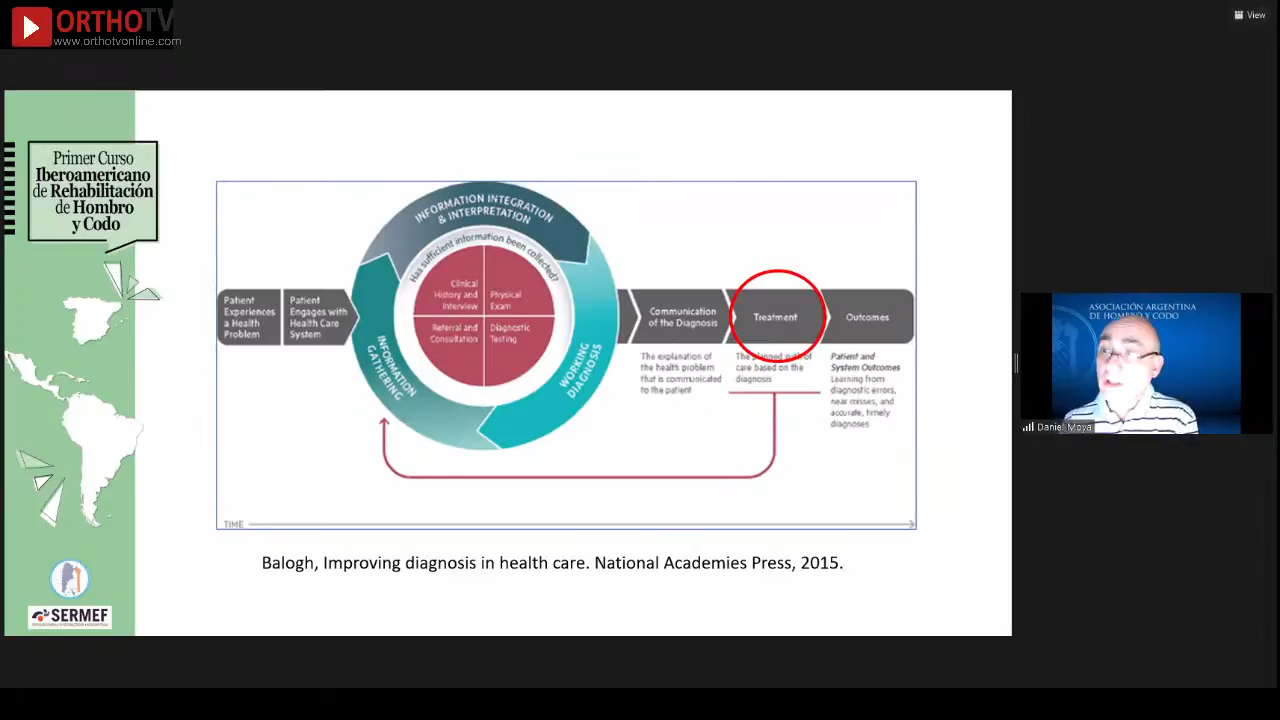 ORTHOTV
www.orthotvonline.com
View
Primer Curso
Iberoamericano
de Rehabilitación
de Hombro
y Codo
SERMEF
INFORMATION INTEGRATION
& INTERPRETATION
Has sufficient information been collected?
Clinical
History and
Interview
Physical
Exam
Referral and
Consultation
Diagnostic
Testing
INFORMATION
GATHERING
WORKING
DIAGNOSIS
Patient
Experiences
a Health
Problem
Patient
Engages with
Health Care
System
Communication
of the Diagnosis
Treatment
Outcomes
The explanation of
the health problem
that is communicated
to the patient
The planned path of
care based on the
diagnosis
Patient and
System Outcomes
Learning from
diagnostic errors,
near misses, and
accurate, timely
diagnoses
TIME
Balogh, Improving diagnosis in health care. National Academies Press, 2015.
ASOCIACIÓN ARGENTINA
DE HOMBRO Y CODO
Daniel Moya